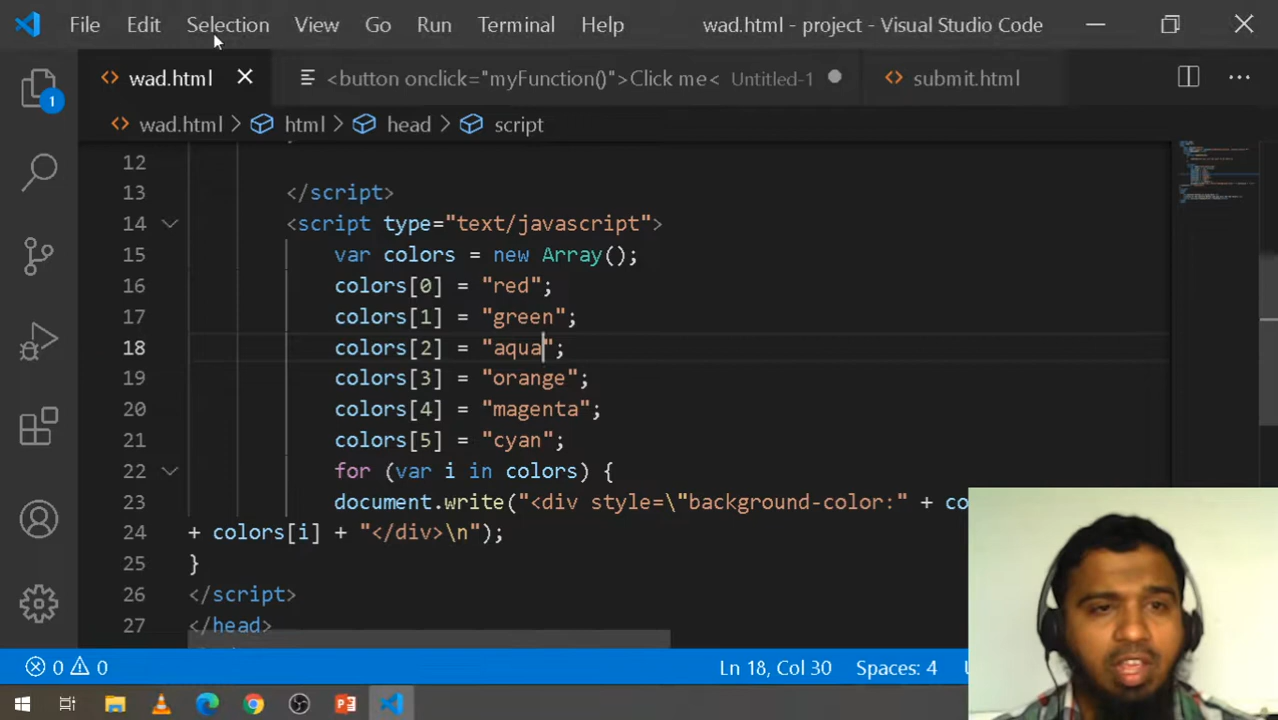 File Edit Selection View Go Run Terminal Help wad.html - project - Visual Studio Code
wad.html <button onclick="myFunction()">Click me< Untitled-1 submit.html
1
wad.html > html > head > script
12
13 </script>
14 <script type="text/javascript">
15 var colors = new Array();
16 colors[0] = "red";
17 colors[1] = "green";
18 colors[2] = "aqua";
19 colors[3] = "orange";
20 colors[4] = "magenta";
21 colors[5] = "cyan";
22 for (var i in colors) {
23 document.write("<div style=\"background-color:" + co
24 + colors[i] + "</div>\n");
25 }
26 </script>
27 </head>
0 0 Ln 18, Col 30 Spaces: 4